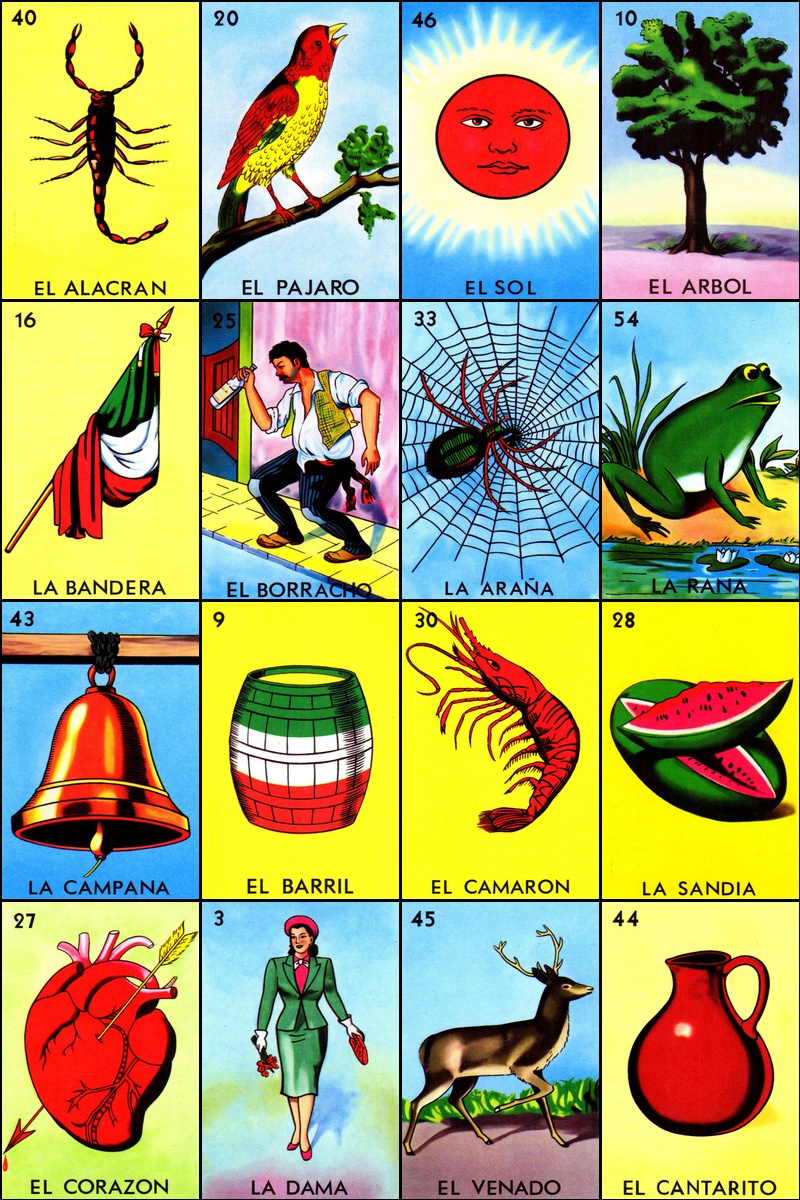 40
EL ALACRAN
20
EL PAJARO
46
EL SOL
10
EL ARBOL
16
LA BANDERA
25
EL BORRACHO
33
LA ARAÑA
54
LA RANA
43
LA CAMPANA
9
EL BARRIL
30
EL CAMARON
28
LA SANDIA
27
EL CORAZON
3
LA DAMA
45
EL VENADO
44
EL CANTARITO